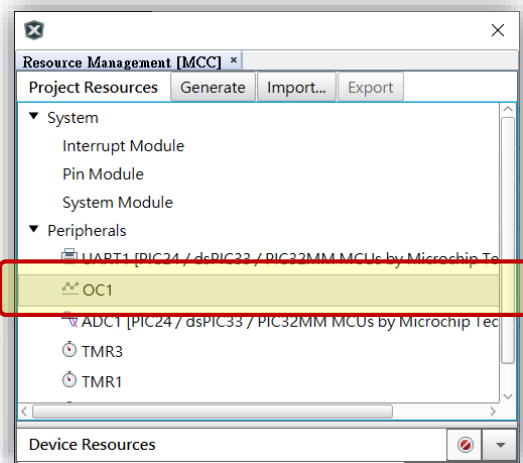 Resource Management [MCC] ×
Project Resources Generate Import... Export
System
Interrupt Module
Pin Module
System Module
Peripherals
UART1 [PIC24 / dsPIC33 / PIC32MM MCUs by Microchip Te
OC1
ADC1 [PIC24 / dsPIC33 / PIC32MM MCUs by Microchip Tec
TMR3
TMR1
Device Resources